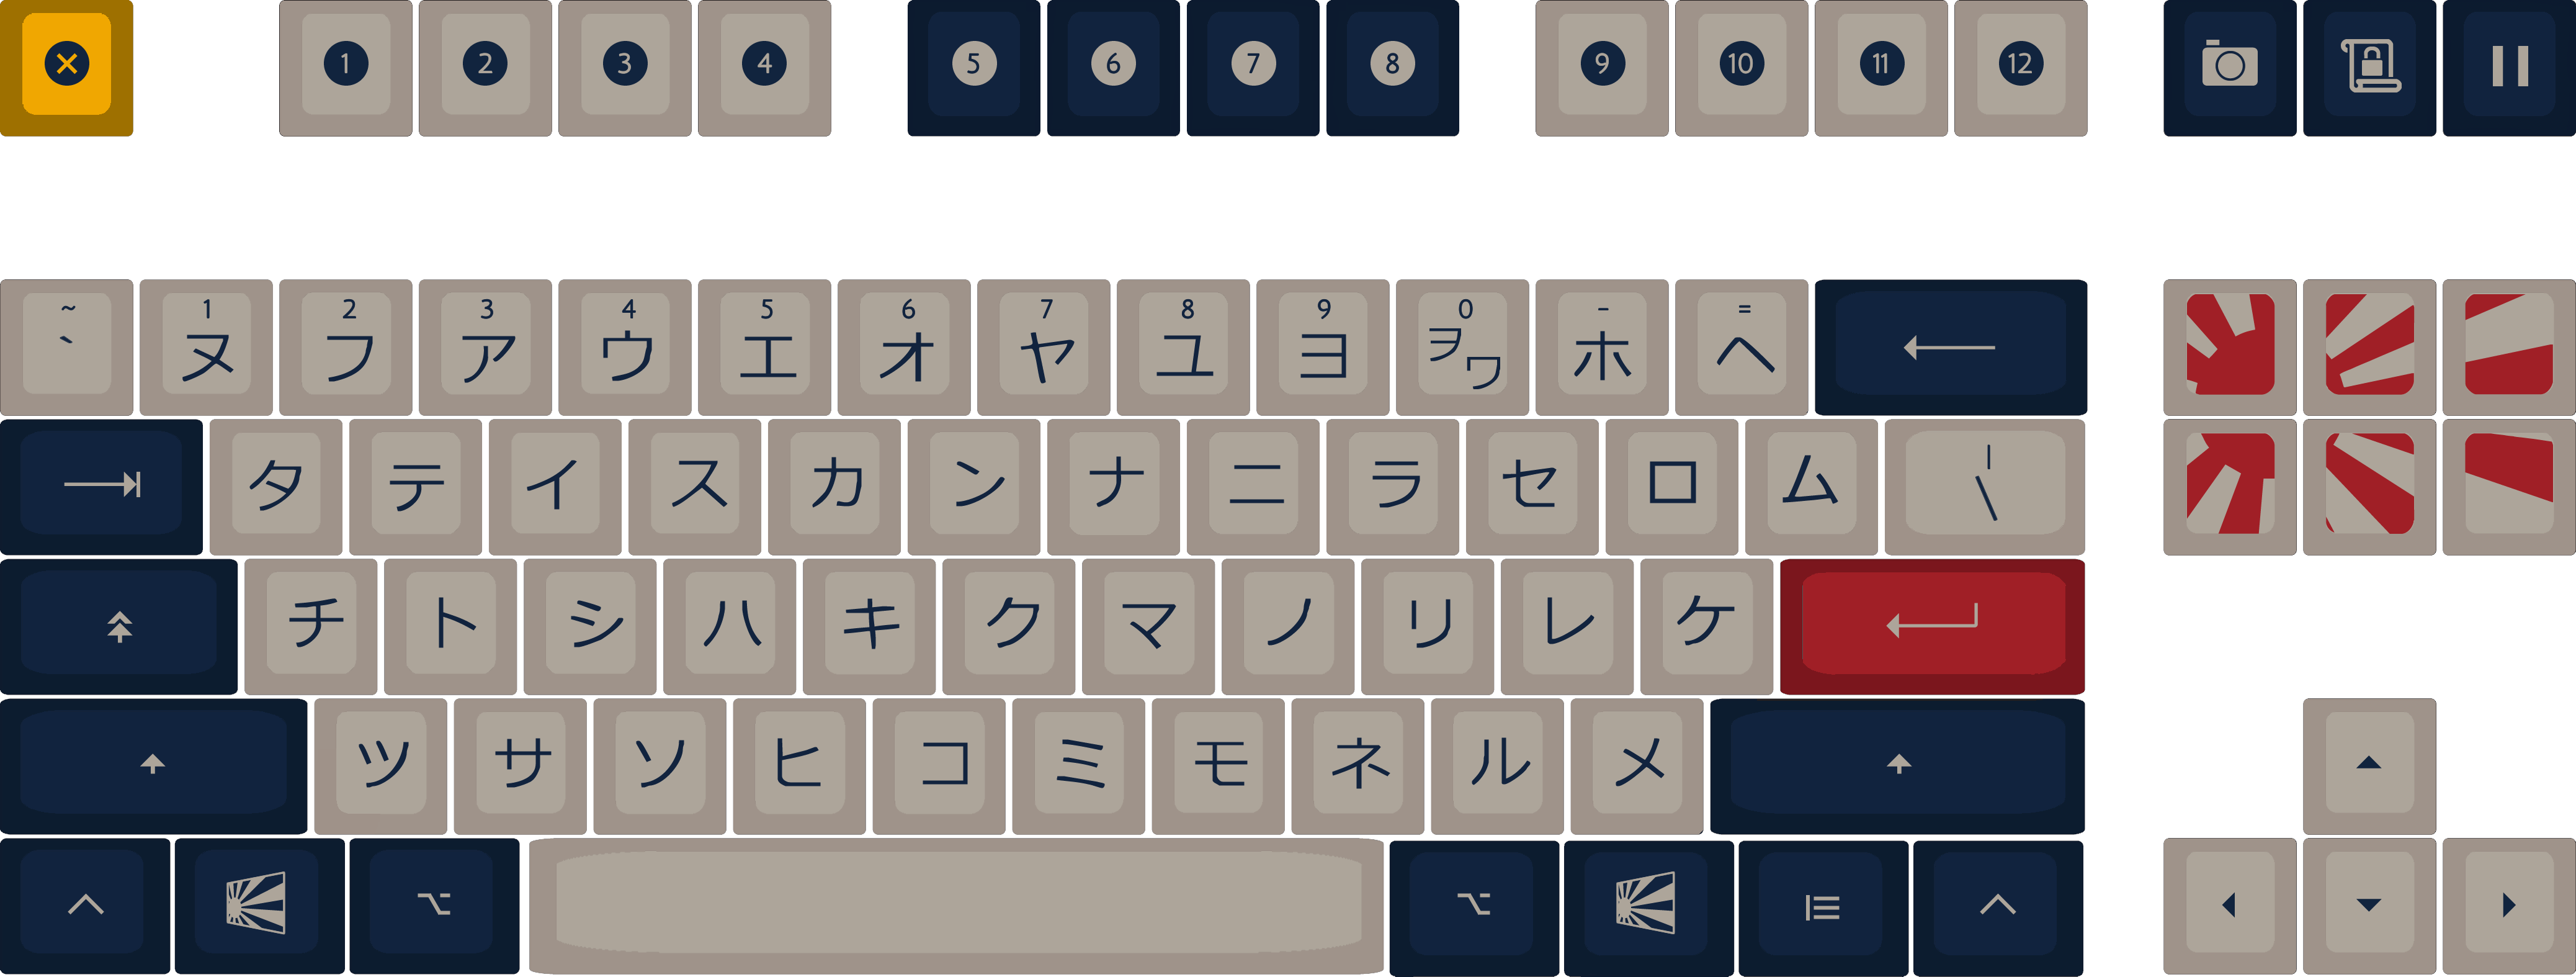 1 2 3 4 5 6 7 8 9 10 11 12
~ 1 2 3 4 5 6 7 8 9 0 - =
` ヌ フ ア ウ エ オ ヤ ユ ヨ ヲ ワ ホ ヘ
タ テ イ ス カ ン ナ ニ ラ セ ロ ム | \
チ ト シ ハ キ ク マ ノ リ レ ケ
ツ サ ソ ヒ コ ミ モ ネ ル メ